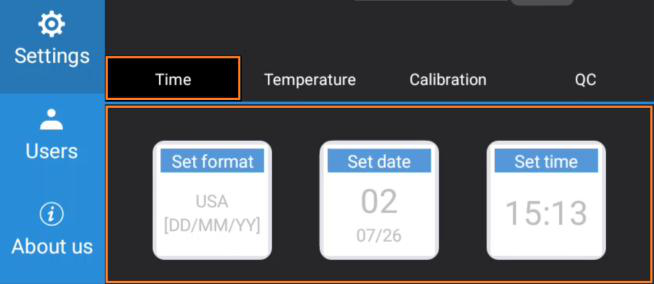 Settings
Users
About us
Time
Temperature
Calibration
QC
Set format
USA
[DD/MM/YY]
Set date
02
07/26
Set time
15:13